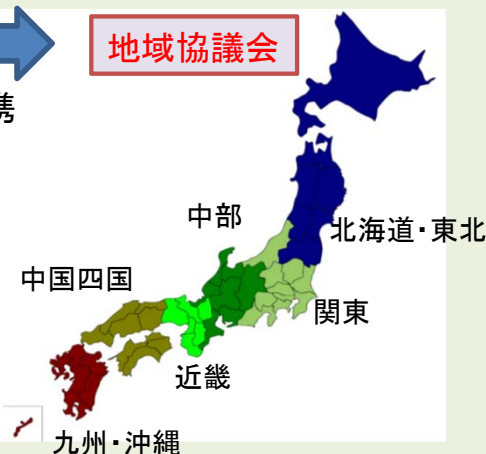 地域協議会
携
中部
北海道・東北
中国四国
関東
近畿
九州・沖縄